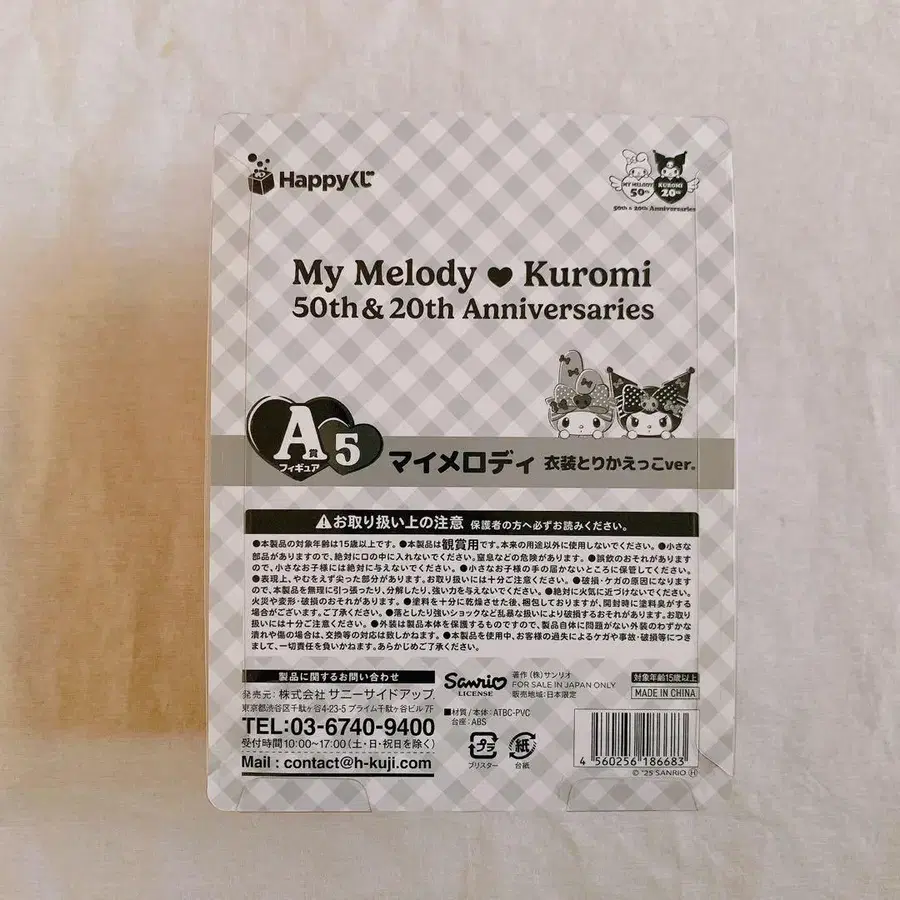 Happyくじ
MY MELODY 50th KUROMI 20th
50th & 20th Anniversaries
My Melody ♥ Kuromi
50th & 20th Anniversaries
A賞
フィギュア
5
マイメロディ 衣装とりかえっこver.
⚠お取り扱い上の注意 保護者の方へ必ずお読みください。
●本製品の対象年齢は15歳以上です。●本製品は観賞用です。本来の用途以外に使用しないでください。●小さな
部品がありますので、絶対に口の中に入れないでください。窒息などの危険があります。●誤飲のおそれがありますの
で、小さなお子様には絶対に与えないでください。●小さなお子様の手の届かないところに保管してください。
●表現上、やむをえず尖った部分があります。お取り扱いには十分ご注意ください。●破損・ケガの原因になりますの
で、本製品を無理に引っ張ったり、分解したり、強い力を与えないでください。●絶対に火気に近づけないでください。
火災や変形・破損のおそれがあります。●塗料を十分に乾燥させた後、梱包しておりますが、開封時に塗料臭がする
場合がございます。ご了承ください。●落としたり強いショックなど乱暴な扱いにより破損するおそれがあります。お取り
扱いには十分ご注意ください。●外装は製品本体を保護するものですので、製品自体に問題がない外装のわずかな
潰れや傷の場合は、交換等の対応は致しかねます。●本製品を使用中、お客様の過失によるケガや事故・破損等につき
まして、一切責任を負いかねます。あらかじめご了承ください。
製品に関するお問い合わせ
発売元：株式会社 サニーサイドアップ
東京都渋谷区千駄ヶ谷4-23-5 プライム千駄ヶ谷ビル 7F
TEL:03-6740-9400
受付時間10:00~17:00(土・日・祝日を除く)
Mail : contact@h-kuji.com
Sanrio
LICENSE
著作 (株)サンリオ
FOR SALE IN JAPAN ONLY
販売地域：日本限定
■材質/本体：ATBC-PVC
台座：ABS
プラ
ブリスター
紙
台紙
対象年齢15歳以上
MADE IN CHINA
4 560256 186683
© '25 SANRIO Ⓗ